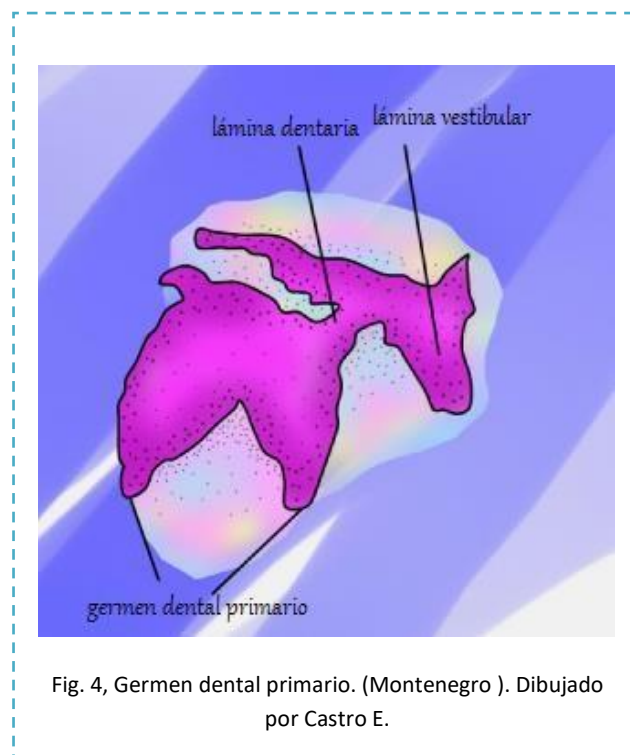 lámina dentaria
lámina vestibular
germen dental primario
Fig. 4, Germen dental primario. (Montenegro ). Dibujado
por Castro E.